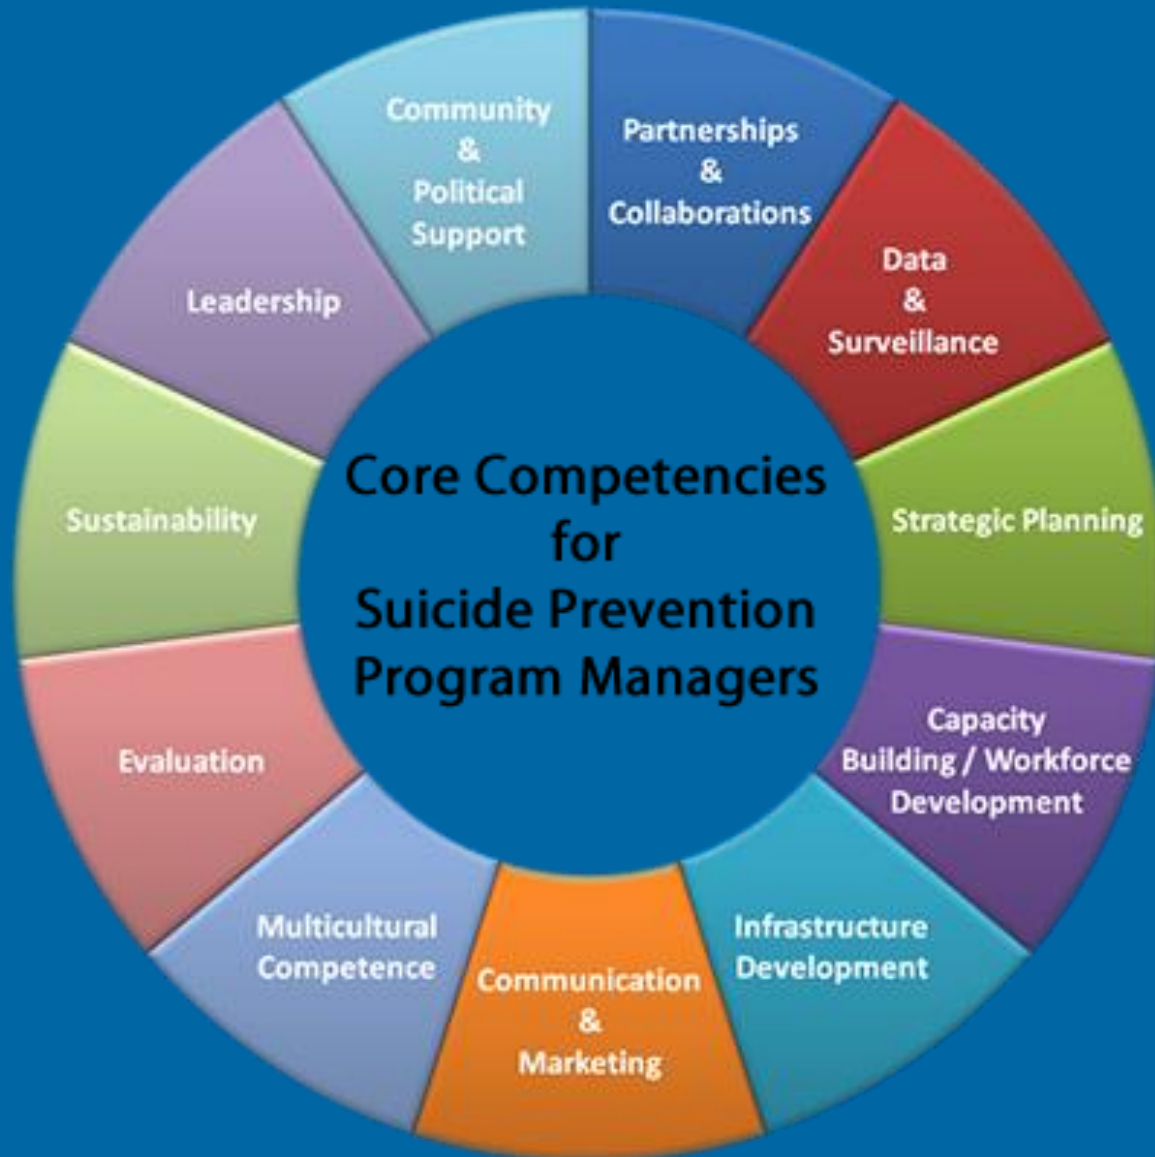 Community
&
Political
Support
Partnerships
&
Collaborations
Data
&
Surveillance
Strategic Planning
Capacity
Building / Workforce
Development
Infrastructure
Development
Communication
&
Marketing
Multicultural
Competence
Evaluation
Sustainability
Leadership
Core Competencies
for
Suicide Prevention
Program Managers